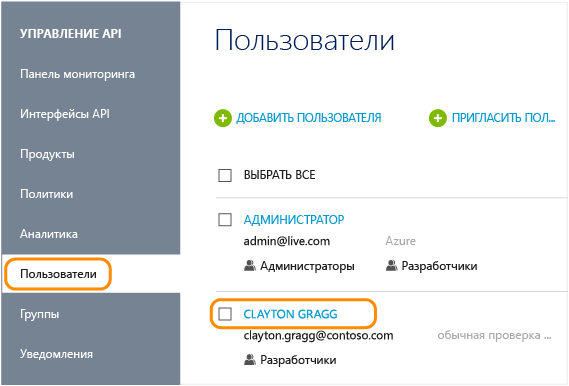 УПРАВЛЕНИЕ API
Панель мониторинга
Интерфейсы API
Продукты
Политики
Аналитика
Пользователи
Группы
Уведомления
Пользователи
ДОБАВИТЬ ПОЛЬЗОВАТЕЛЯ
ПРИГЛАСИТЬ ПОЛ...
ВЫБРАТЬ ВСЕ
АДМИНИСТРАТОР
admin@live.com Azure
Администраторы Разработчики
CLAYTON GRAGG
clayton.gragg@contoso.com обычная проверка ...
Разработчики